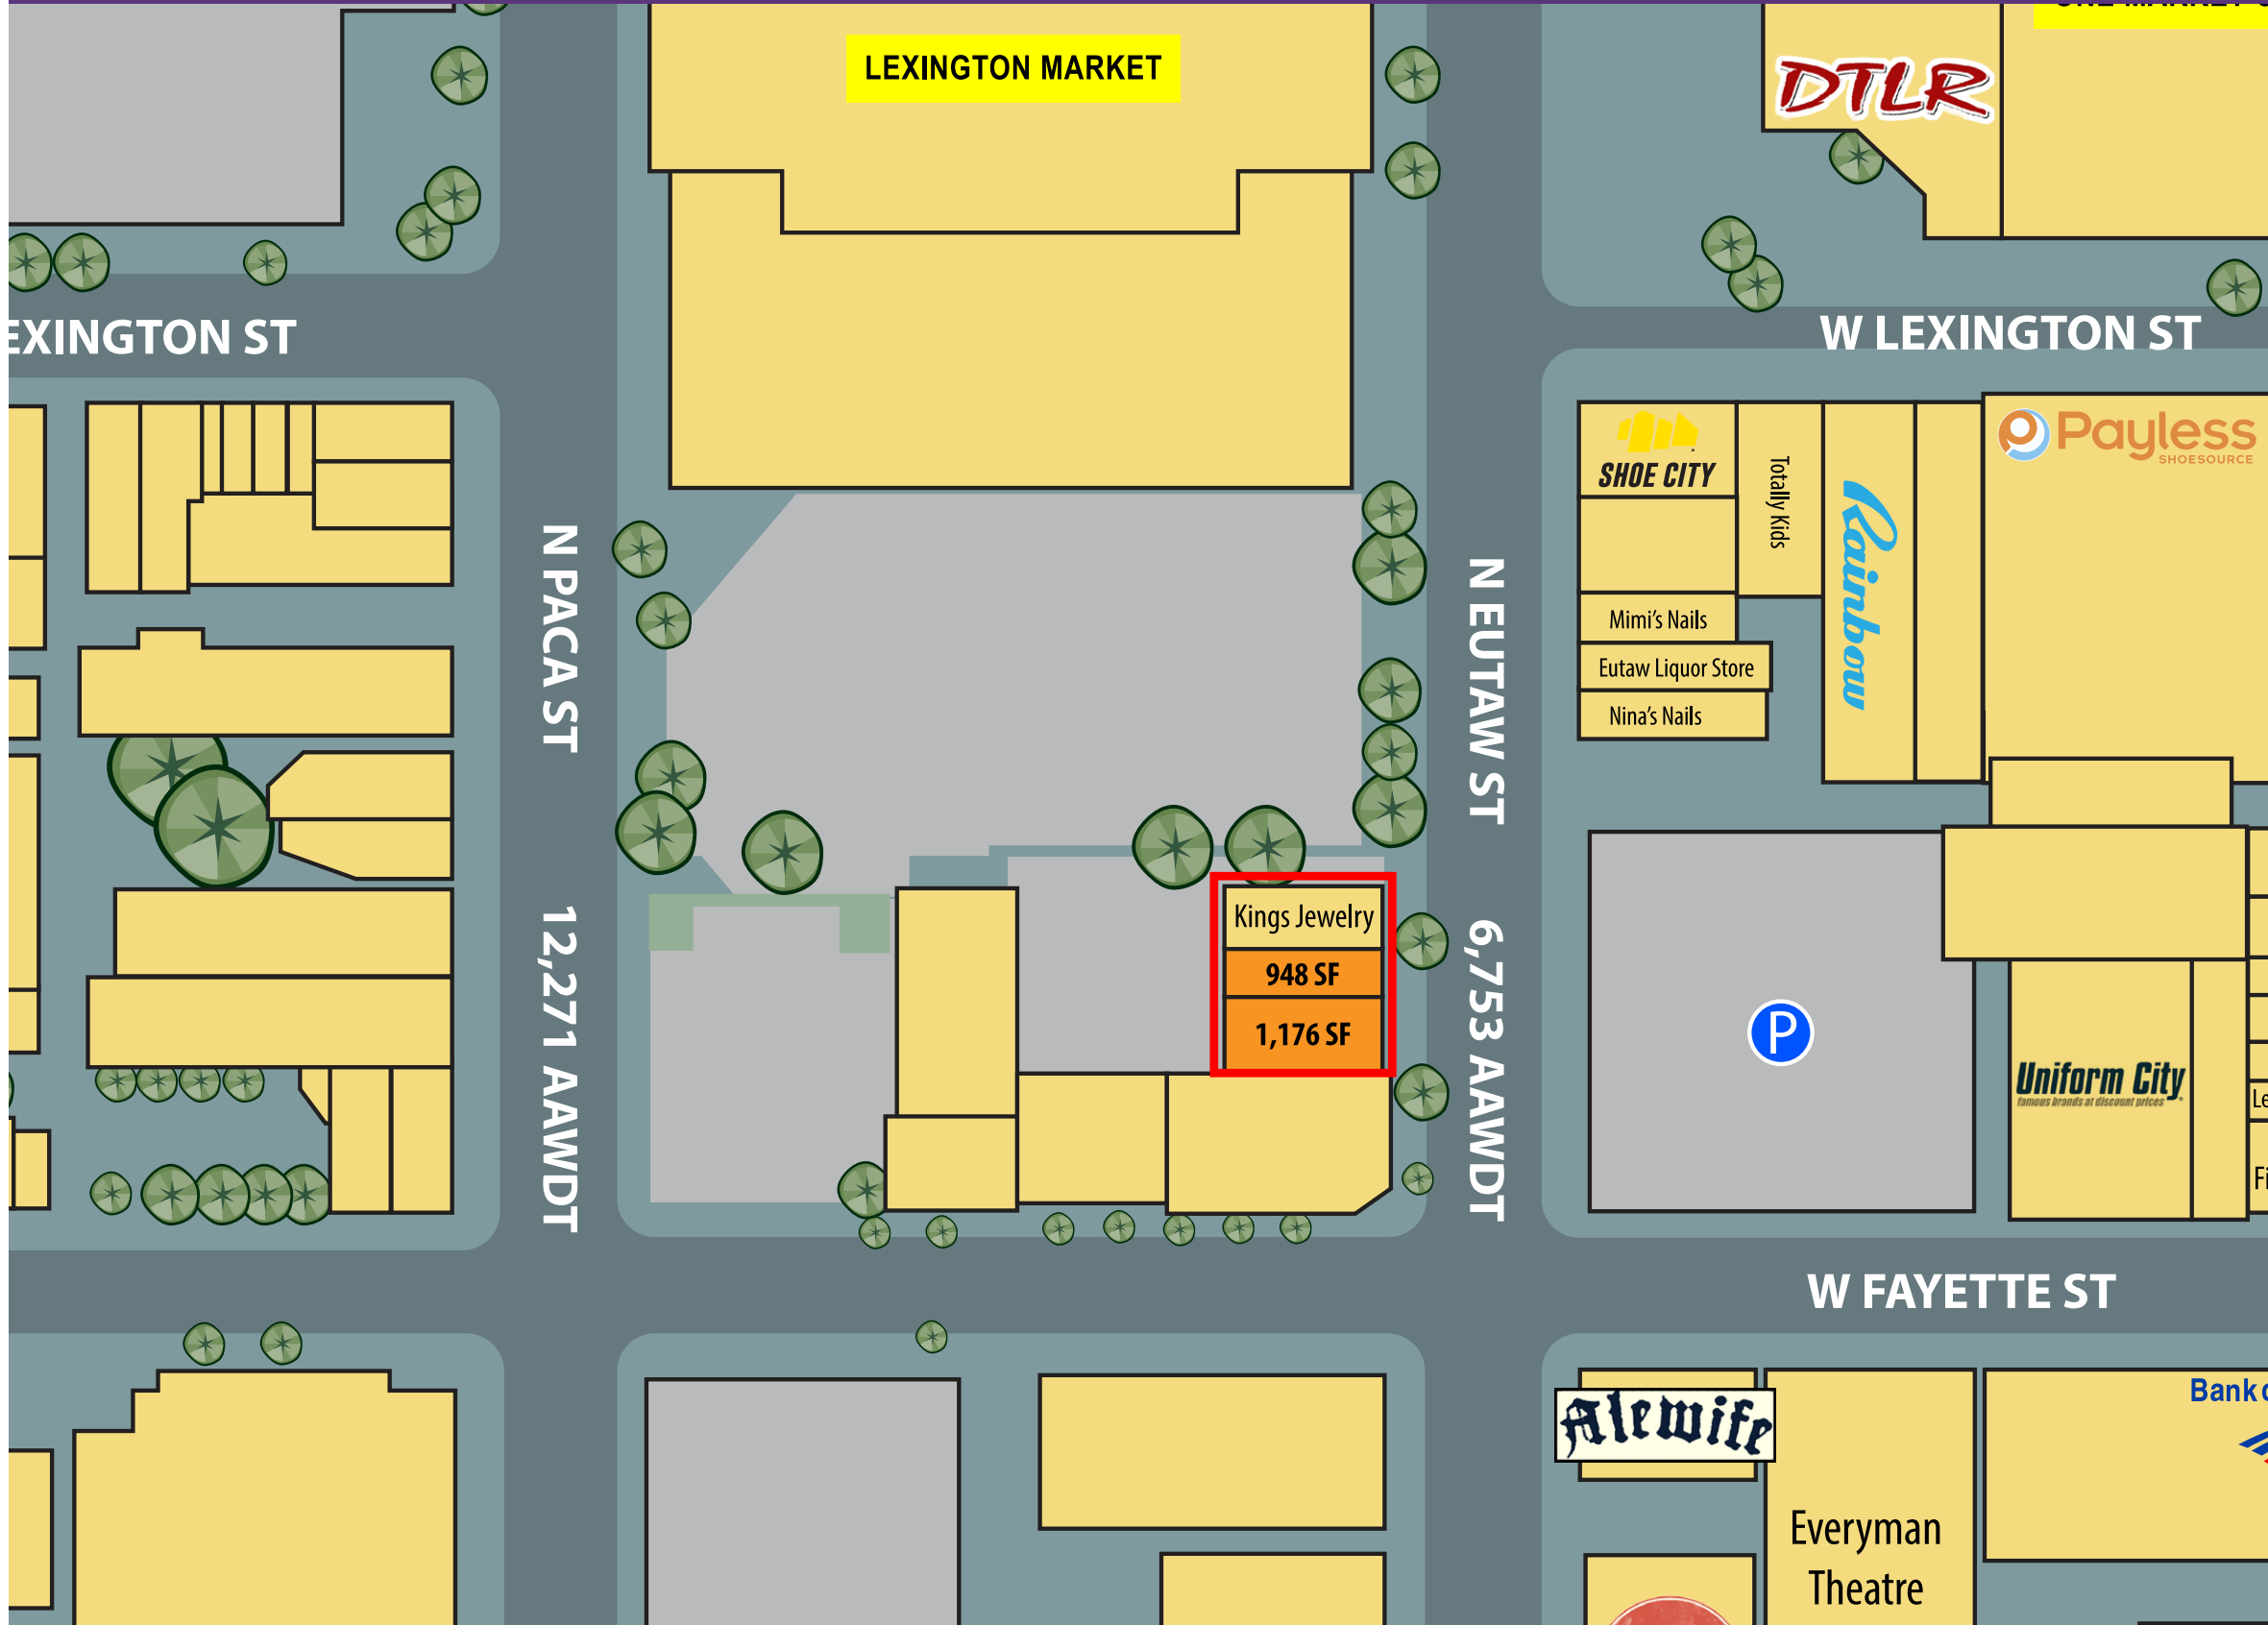 LEXINGTON MARKET
DTLR
EXINGTON ST
W LEXINGTON ST
SHOE CITY
Totally Kids
Rainbow
Payless
SHOESOURCE
Mimi's Nails
Eutaw Liquor Store
Nina's Nails
N PACA ST
12,271 AAWDT
N EUTAW ST
6,753 AAWDT
Kings Jewelry
948 SF
1,176 SF
P
Uniform City
famous brands at discount prices
Le
Fi
W FAYETTE ST
Alewife
Bank
Everyman
Theatre